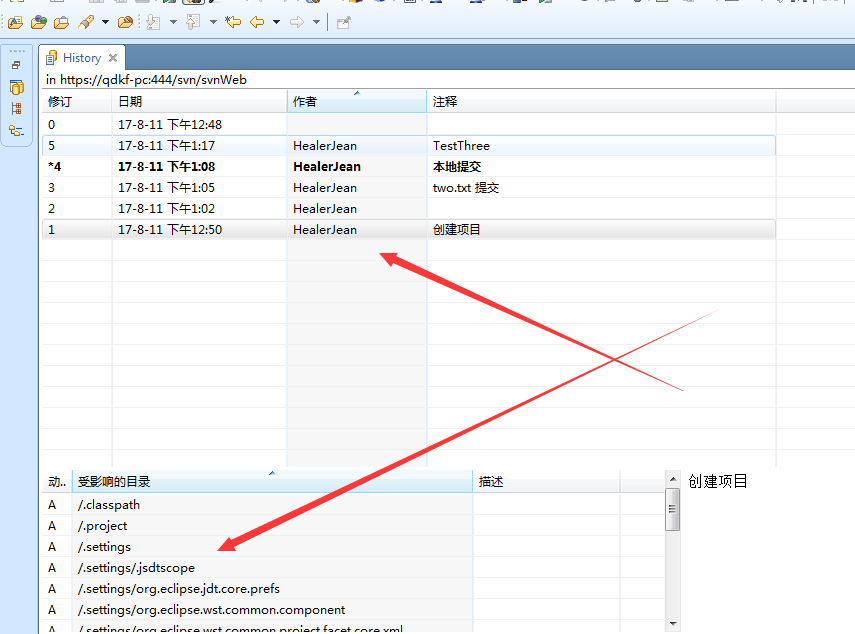 History
in https://qdkf-pc:444/svn/svnWeb
修订 日期 作者 注释
0 17-8-11 下午12:48
5 17-8-11 下午1:17 HealerJean TestThree
*4 17-8-11 下午1:08 HealerJean 本地提交
3 17-8-11 下午1:05 HealerJean two.txt 提交
2 17-8-11 下午1:02 HealerJean
1 17-8-11 下午12:50 HealerJean 创建项目
动.. 受影响的目录 描述 创建项目
A /.classpath
A /.project
A /.settings
A /.settings/.jsdtscope
A /.settings/org.eclipse.jdt.core.prefs
A /.settings/org.eclipse.wst.common.component
A /.settings/org.eclipse.wst.common.project.facet.core.xml